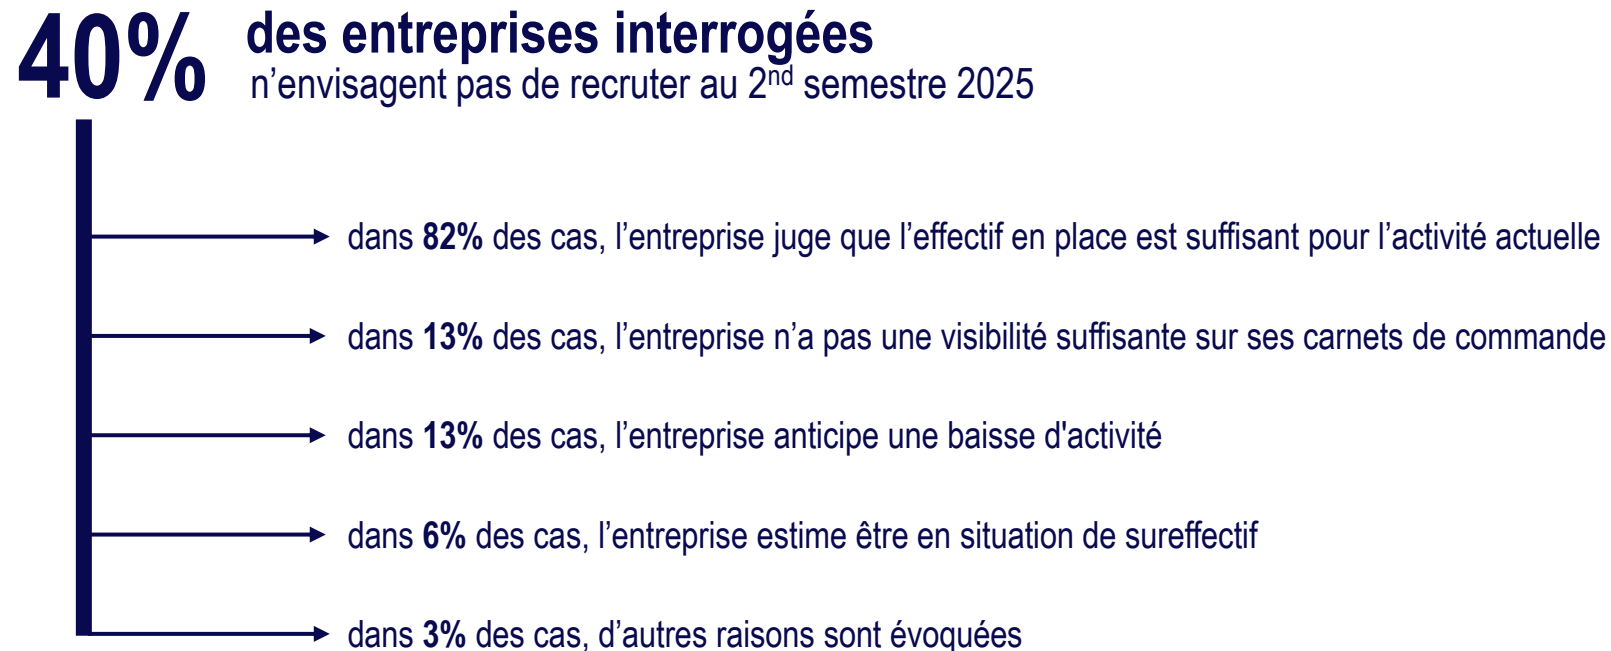 40% des entreprises interrogées
n’envisagent pas de recruter au 2nd semestre 2025
dans 82% des cas, l’entreprise juge que l’effectif en place est suffisant pour l’activité actuelle
dans 13% des cas, l’entreprise n’a pas une visibilité suffisante sur ses carnets de commande
dans 13% des cas, l’entreprise anticipe une baisse d'activité
dans 6% des cas, l’entreprise estime être en situation de sureffectif
dans 3% des cas, d’autres raisons sont évoquées